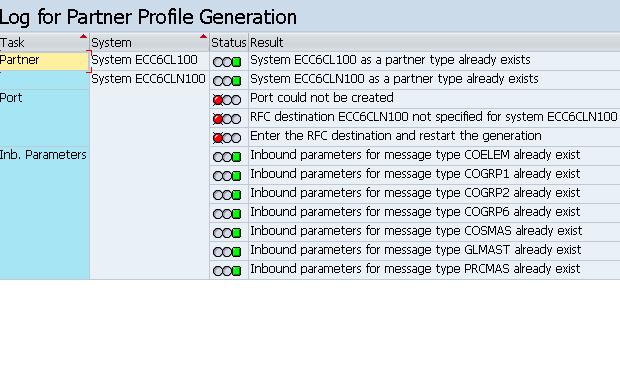 Log for Partner Profile Generation
Task System Status Result
Partner System ECC6CL100 System ECC6CL100 as a partner type already exists
System ECC6CLN100 System ECC6CLN100 as a partner type already exists
Port Port could not be created
RFC destination ECC6CLN100 not specified for system ECC6CLN100
Enter the RFC destination and restart the generation
Inb. Parameters Inbound parameters for message type COELEM already exist
Inbound parameters for message type COGRP1 already exist
Inbound parameters for message type COGRP2 already exist
Inbound parameters for message type COGRP6 already exist
Inbound parameters for message type COSMAS already exist
Inbound parameters for message type GLMAST already exist
Inbound parameters for message type PRCMAS already exist